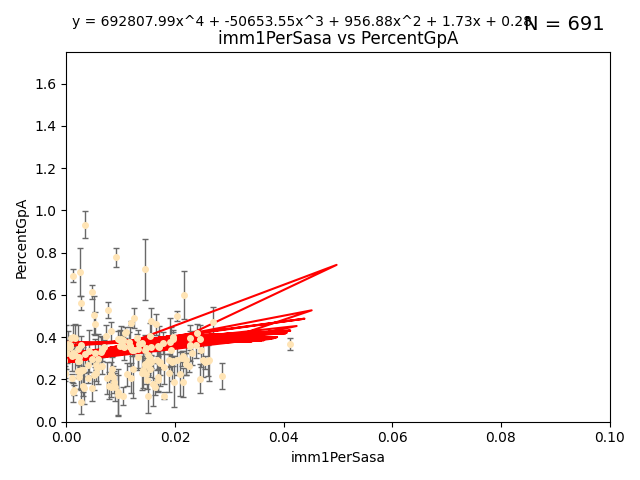 y = 692807.99x^4 + -50653.55x^3 + 956.88x^2 + 1.73x + 0.28
N = 691
imm1PerSasa vs PercentGpA
PercentGpA
1.6
1.4
1.2
1.0
0.8
0.6
0.4
0.2
0.0
0.00 0.02 0.04 0.06 0.08 0.10
imm1PerSasa